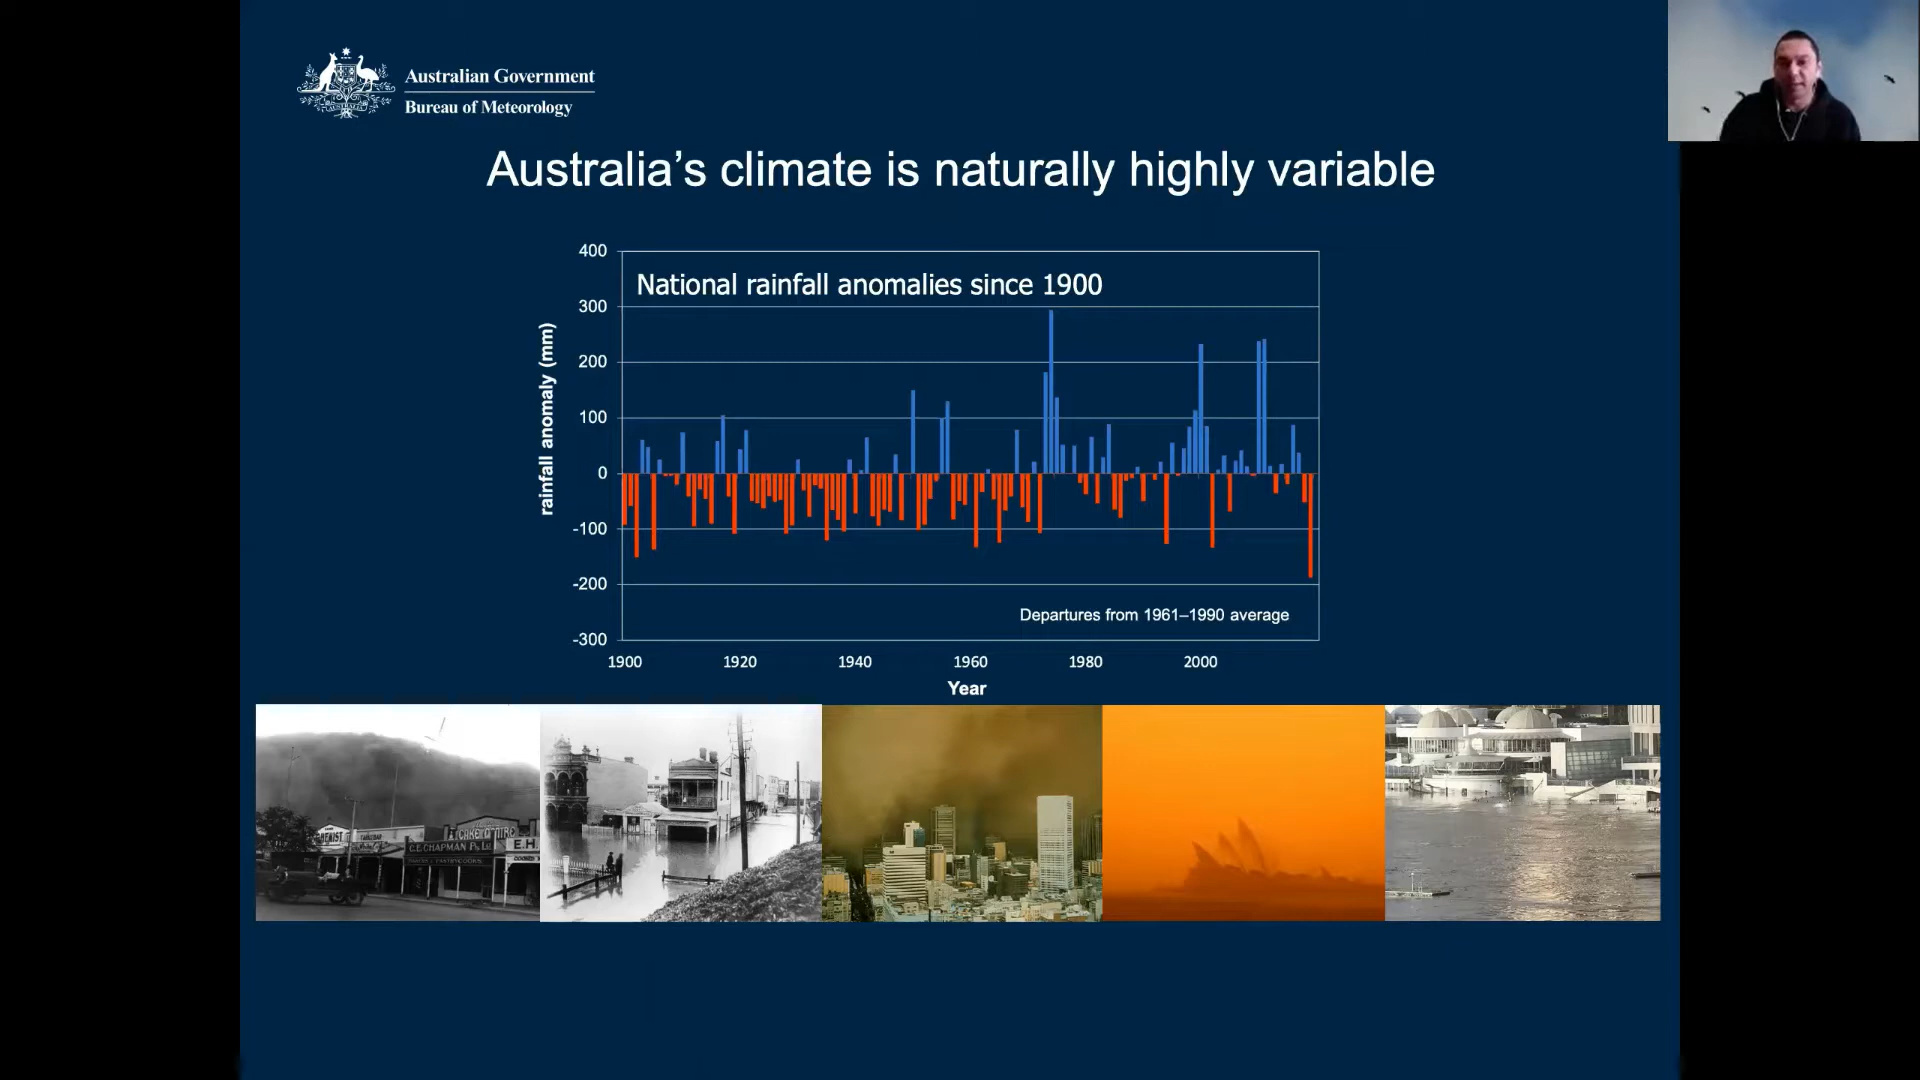 Australian Government
Bureau of Meteorology
Australia's climate is naturally highly variable
National rainfall anomalies since 1900
400
300
200
100
0
-100
-200
-300
rainfall anomaly (mm)
Departures from 1961–1990 average
1900 1920 1940 1960 1980 2000
Year
C.E. CHAPMAN
E.H.